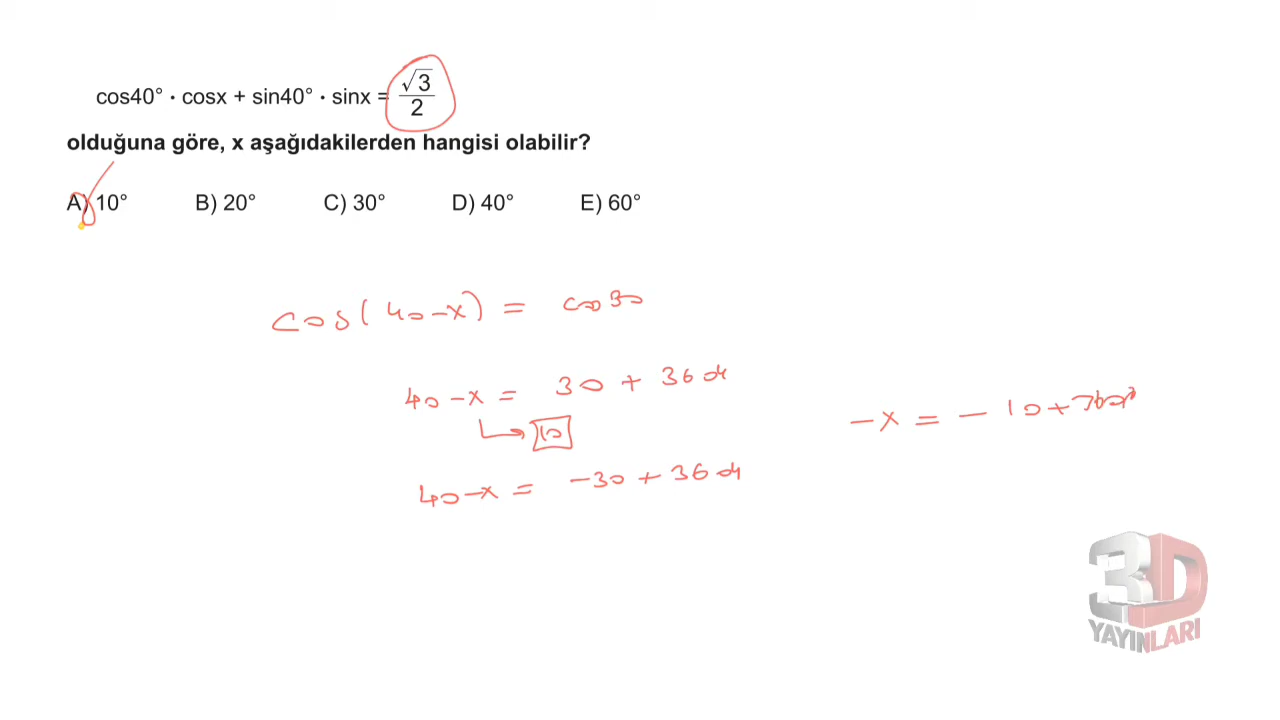 cos40° · cosx + sin40° · sinx = √3/2
olduğuna göre, x aşağıdakilerden hangisi olabilir?
A) 10° B) 20° C) 30° D) 40° E) 60°
cos(40-x) = cos30
40-x = 30 + 360k
10
-x = -10+360k
40-x = -30 + 360k
3D
YAYINLARI